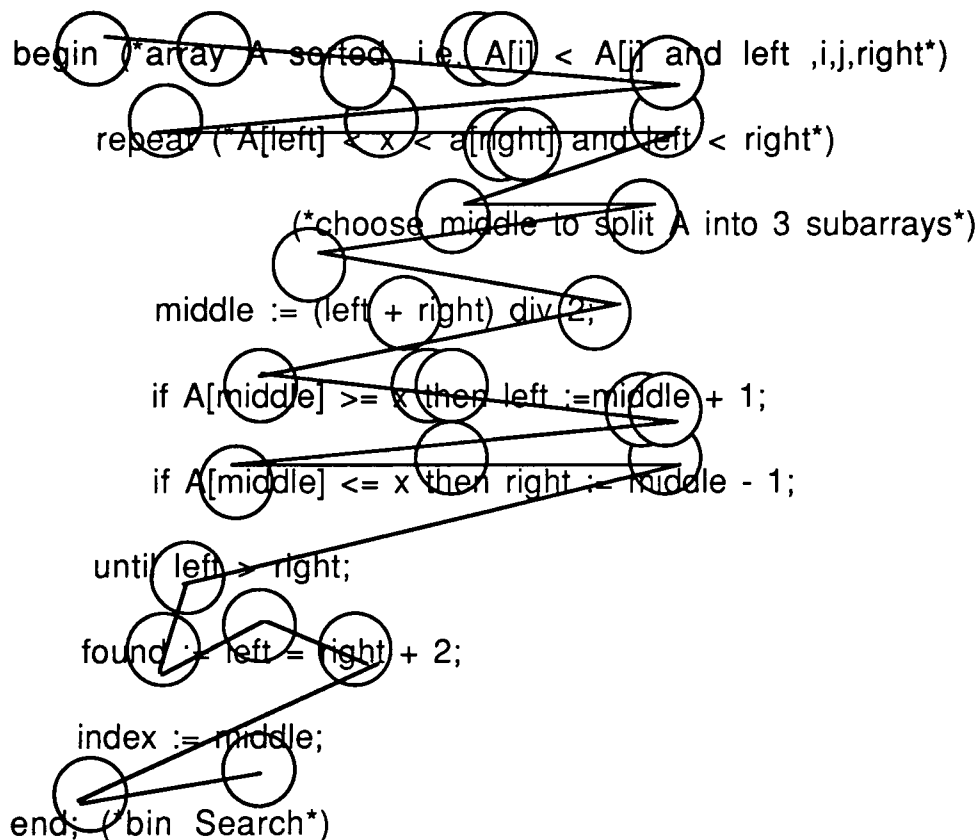 begin (*array A sorted, i.e. A[i] < A[j] and left ,i,j,right*)
repeat (*A[left] < x < a[right] and left < right*)
(*choose middle to split A into 3 subarrays*)
middle := (left + right) div 2;
if A[middle] >= x then left :=middle + 1;
if A[middle] <= x then right := middle - 1;
until left > right;
found := left = right + 2;
index := middle;
end; (*bin Search*)